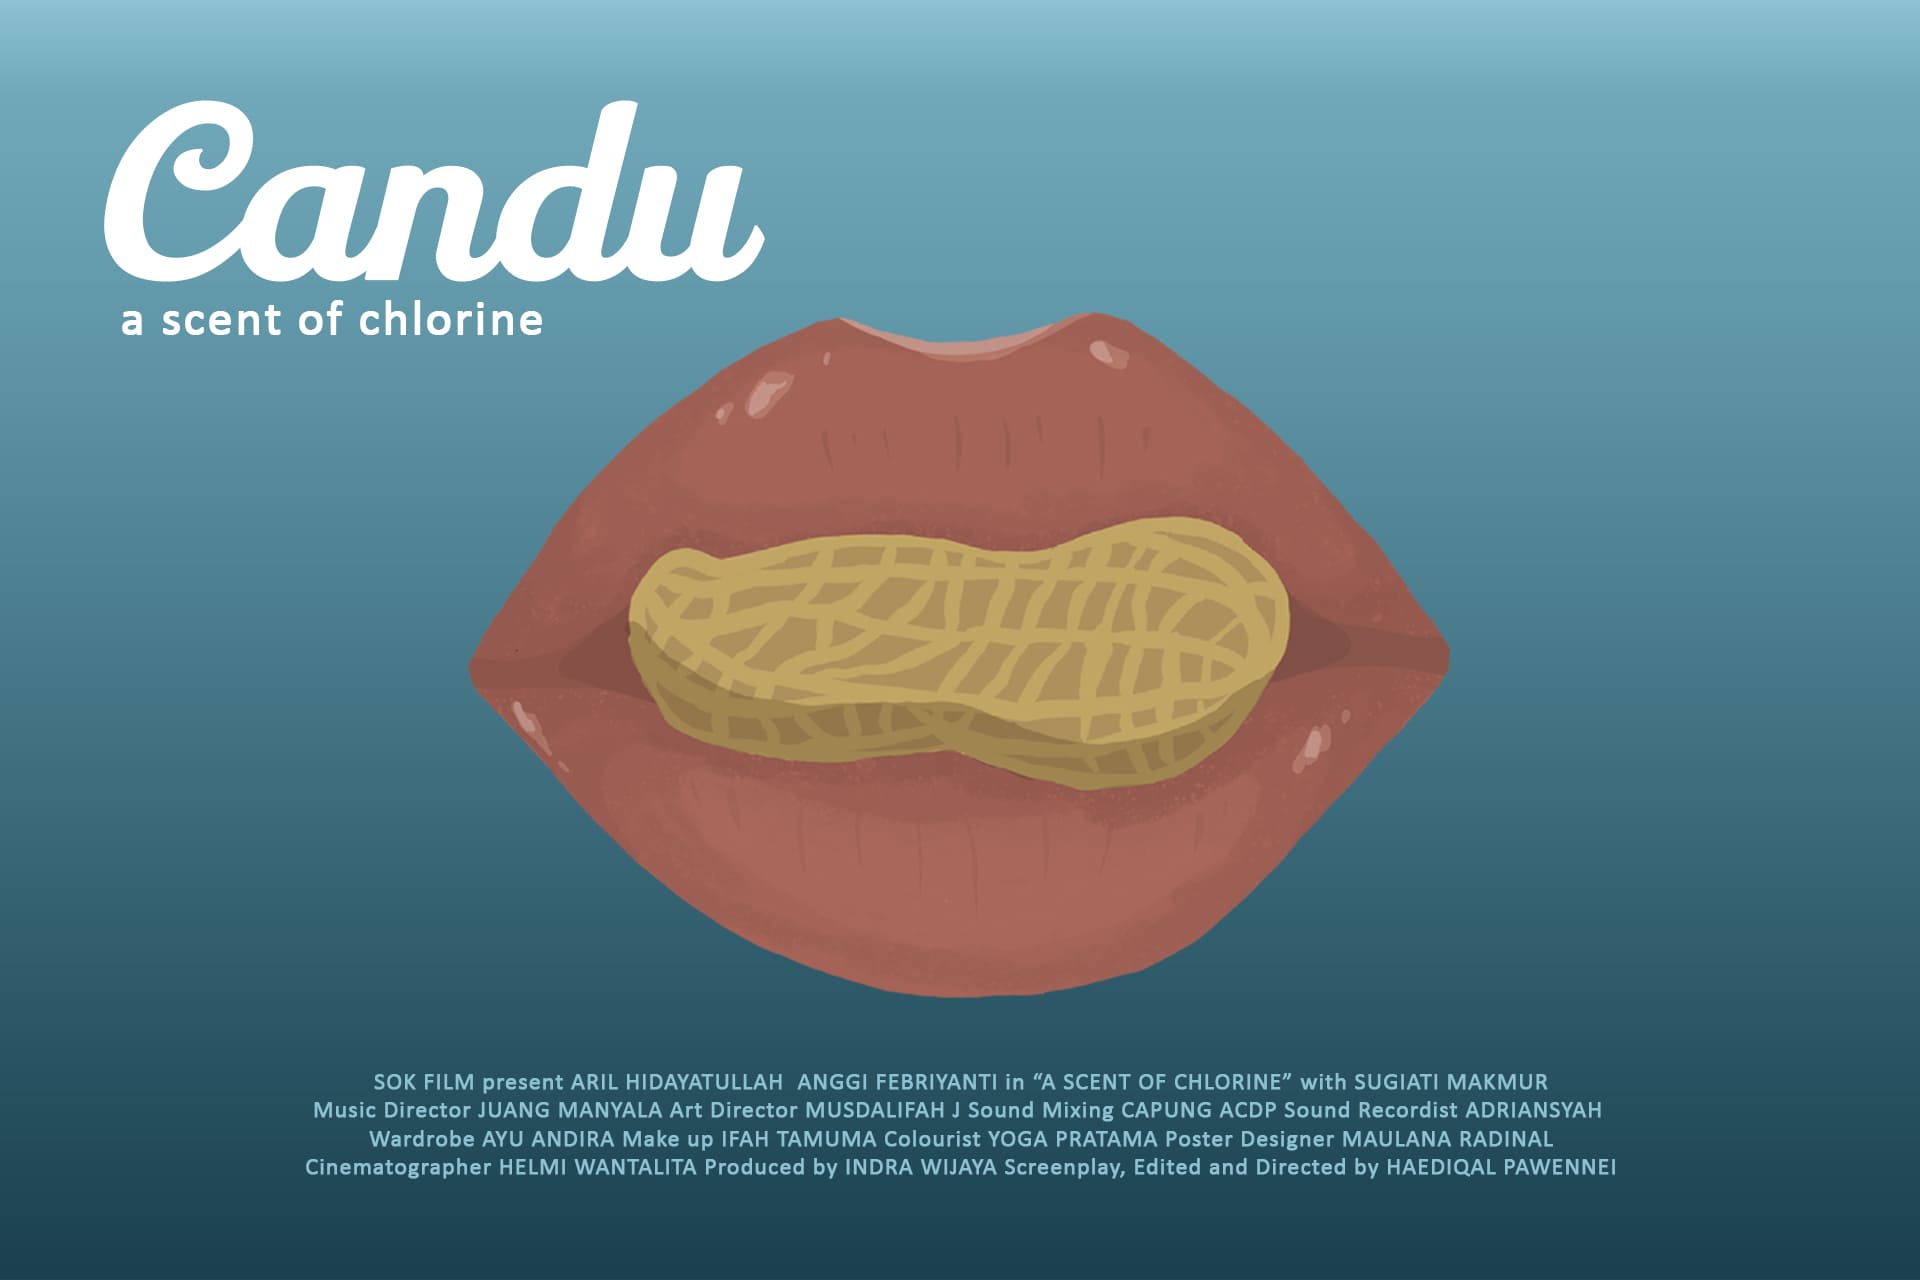 Candu
a scent of chlorine
SOK FILM present ARIL HIDAYATULLAH  ANGGI FEBRIYANTI in “A SCENT OF CHLORINE” with SUGIATI MAKMUR
Music Director JUANG MANYALA Art Director MUSDALIFAH J Sound Mixing CAPUNG ACDP Sound Recordist ADRIANSYAH
Wardrobe AYU ANDIRA Make up IFAH TAMUMA Colourist YOGA PRATAMA Poster Designer MAULANA RADINAL
Cinematographer HELMI WANTALITA Produced by INDRA WIJAYA Screenplay, Edited and Directed by HAEDIQAL PAWENNEI